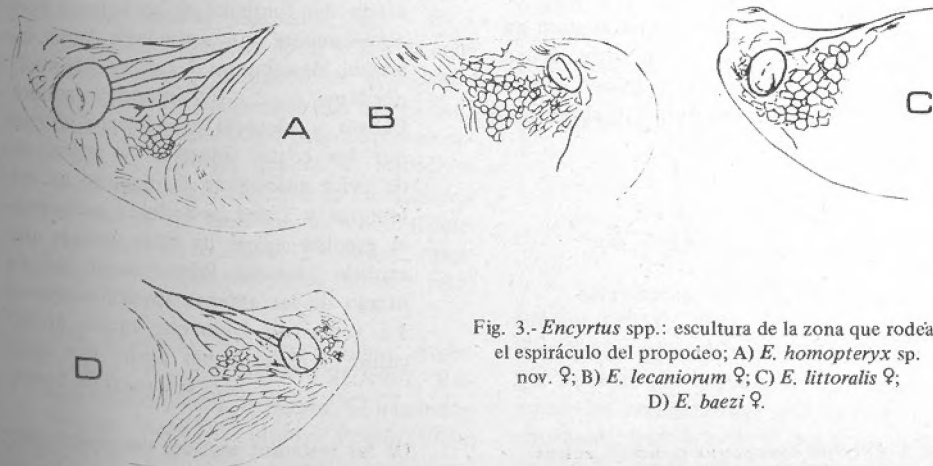 A
B
C
D
Fig. 3.- Encyrtus spp.: escultura de la zona que rodea
el espiráculo del propodeo; A) E. homopteryx sp.
nov. ♀; B) E. lecaniorum ♀; C) E. littoralis ♀;
D) E. baezi ♀.